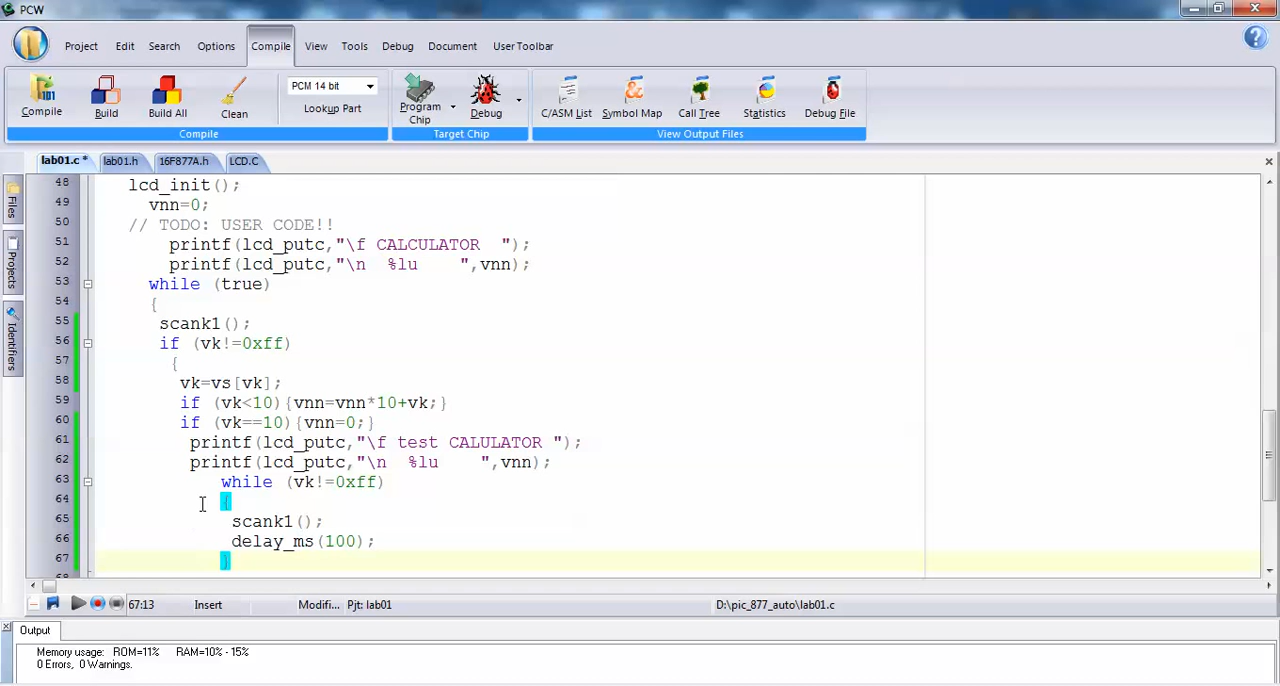 PCW
Project Edit Search Options Compile View Tools Debug Document User Toolbar
Compile Build Build All Clean PCM 14 bit Lookup Part Program Chip Debug C/ASM List Symbol Map Call Tree Statistics Debug File
Compile Target Chip View Output Files
lab01.c * lab01.h 16F877A.h LCD.C
Files
Projects
Identifiers
48 lcd_init();
49 vnn=0;
50 // TODO: USER CODE!!
51 printf(lcd_putc,"\f CALCULATOR  ");
52 printf(lcd_putc,"\n  %lu    ",vnn);
53 while (true)
54 {
55 scank1();
56 if (vk!=0xff)
57 {
58 vk=vs[vk];
59 if (vk<10){vnn=vnn*10+vk;}
60 if (vk==10){vnn=0;}
61 printf(lcd_putc,"\f test CALULATOR ");
62 printf(lcd_putc,"\n  %lu    ",vnn);
63 while (vk!=0xff)
64 {
65 scank1();
66 delay_ms(100);
67 }
68
67:13 Insert Modifi... Pjt: lab01 D:\pic_877_auto\lab01.c
Output
Memory usage: ROM=11% RAM=10% - 15%
0 Errors, 0 Warnings.